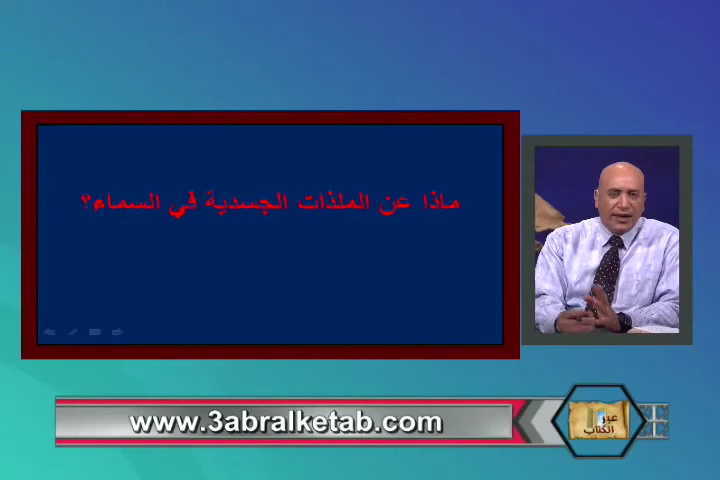 ماذا عن الملذات الجسدية في السماء؟
www.3abralketab.com
عبر
الكتاب